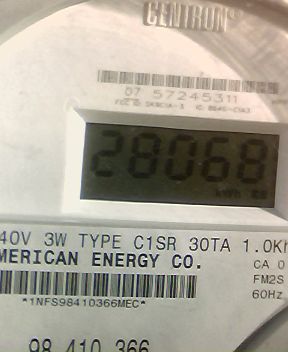 CENTRON®
07 57245311
28068
kWh
40V 3W TYPE C1SR 30TA 1.0Kh
MERICAN ENERGY CO.
CA 0
FM2S
60Hz
*1NFS98410366MEC*
98 410 366